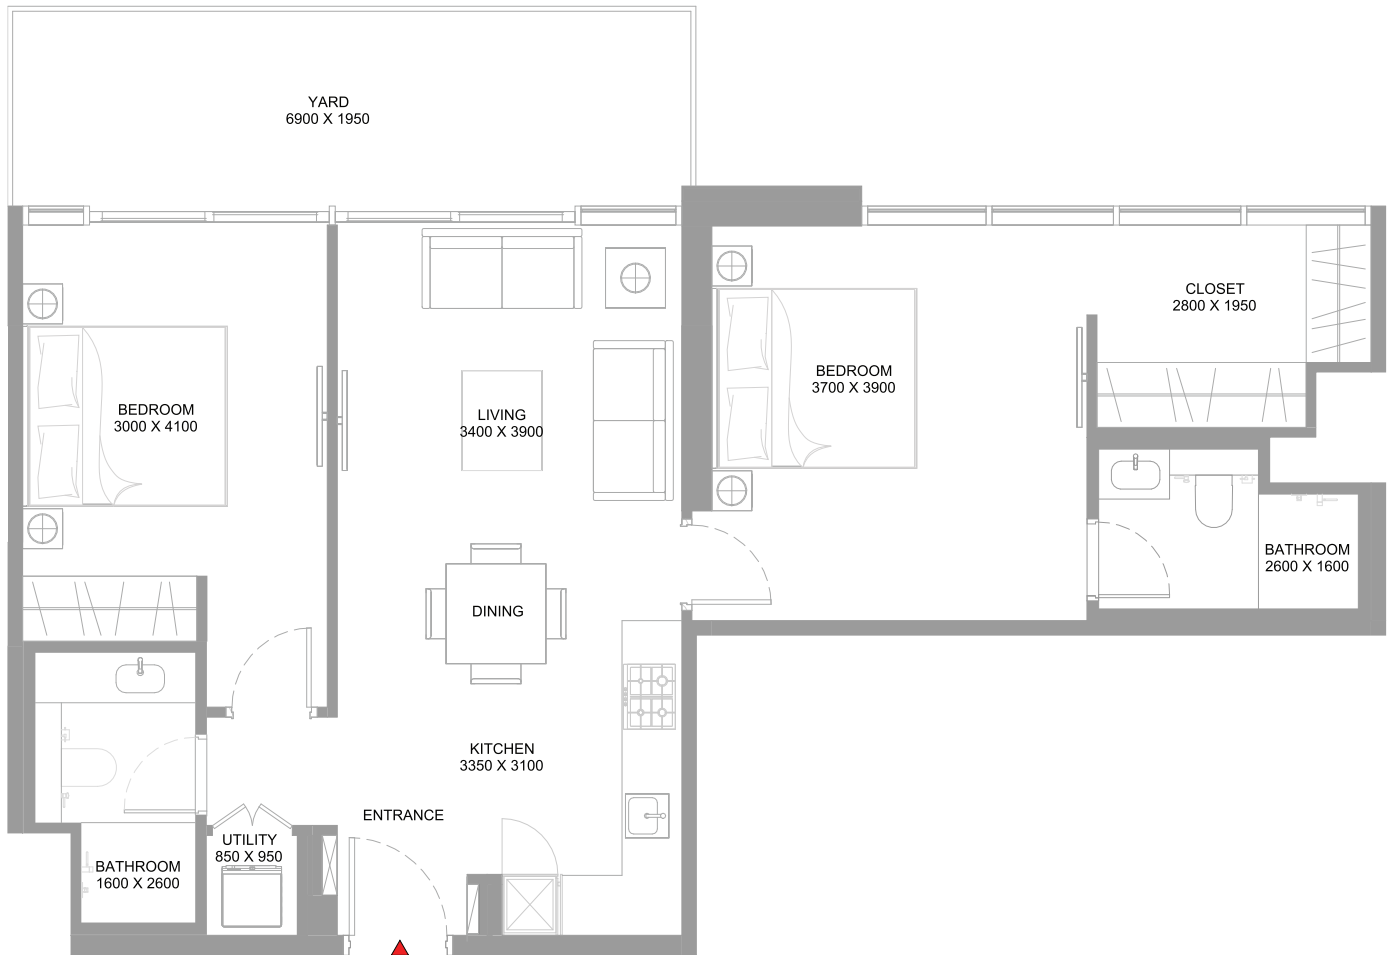 YARD
6900 X 1950
CLOSET
2800 X 1950
BEDROOM
3700 X 3900
BEDROOM
3000 X 4100
LIVING
3400 X 3900
BATHROOM
2600 X 1600
DINING
KITCHEN
3350 X 3100
ENTRANCE
UTILITY
850 X 950
BATHROOM
1600 X 2600